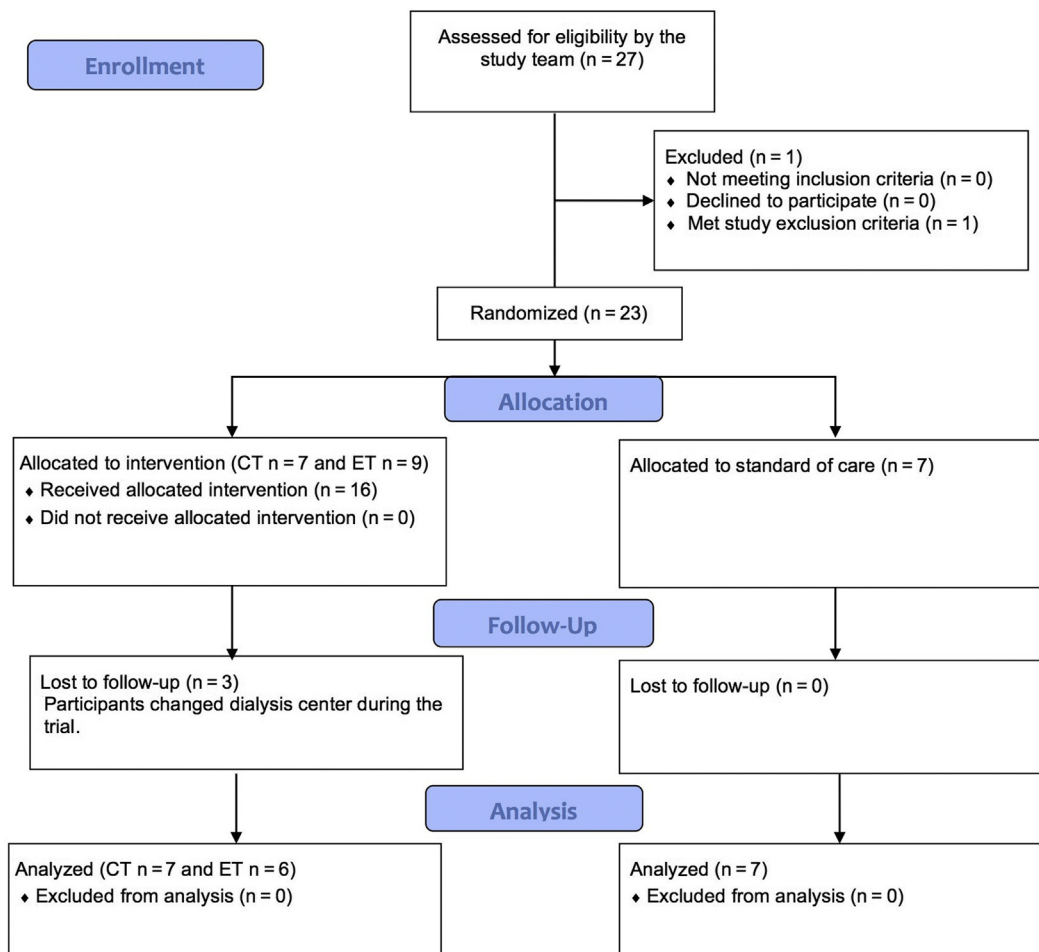 Enrollment
Assessed for eligibility by the
study team (n = 27)
Excluded (n = 1)
♦ Not meeting inclusion criteria (n = 0)
♦ Declined to participate (n = 0)
♦ Met study exclusion criteria (n = 1)
Randomized (n = 23)
Allocation
Allocated to intervention (CT n = 7 and ET n = 9)
♦ Received allocated intervention (n = 16)
♦ Did not receive allocated intervention (n = 0)
Allocated to standard of care (n = 7)
Follow-Up
Lost to follow-up (n = 3)
Participants changed dialysis center during the
trial.
Lost to follow-up (n = 0)
Analysis
Analyzed (CT n = 7 and ET n = 6)
♦ Excluded from analysis (n = 0)
Analyzed (n = 7)
♦ Excluded from analysis (n = 0)